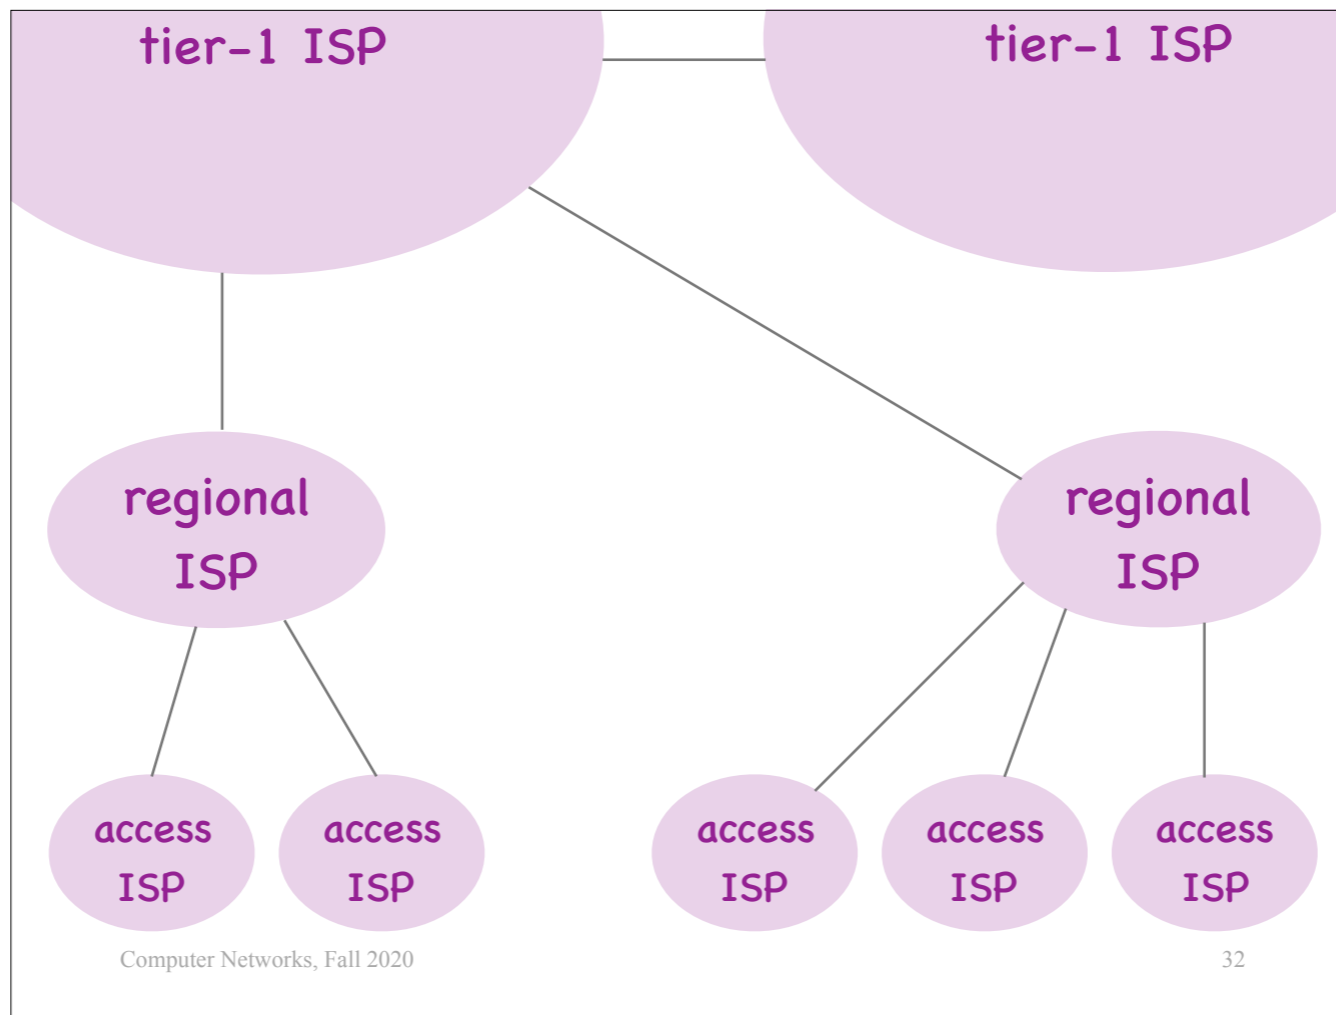 tier-1 ISP
tier-1 ISP
regional
ISP
regional
ISP
access
ISP
access
ISP
access
ISP
access
ISP
access
ISP
Computer Networks, Fall 2020
32